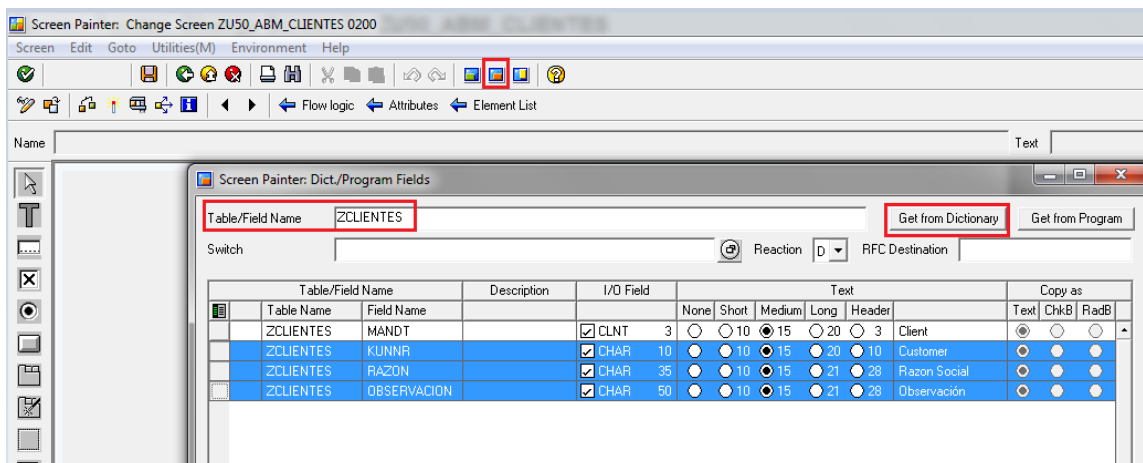 Screen Painter: Change Screen ZU50_ABM_CLIENTES 0200
Screen Edit Goto Utilities(M) Environment Help
Flow logic Attributes Element List
Name Text
Screen Painter: Dict./Program Fields
Table/Field Name ZCLIENTES Get from Dictionary Get from Program
Switch Reaction D RFC Destination
Table/Field Name Description I/O Field Text Copy as
Table Name Field Name None Short Medium Long Header Text ChkB RadB
ZCLIENTES MANDT CLNT 3 10 15 20 3 Client
ZCLIENTES KUNNR CHAR 10 10 15 20 10 Customer
ZCLIENTES RAZON CHAR 35 10 15 21 28 Razon Social
ZCLIENTES OBSERVACION CHAR 50 10 15 21 28 Observación